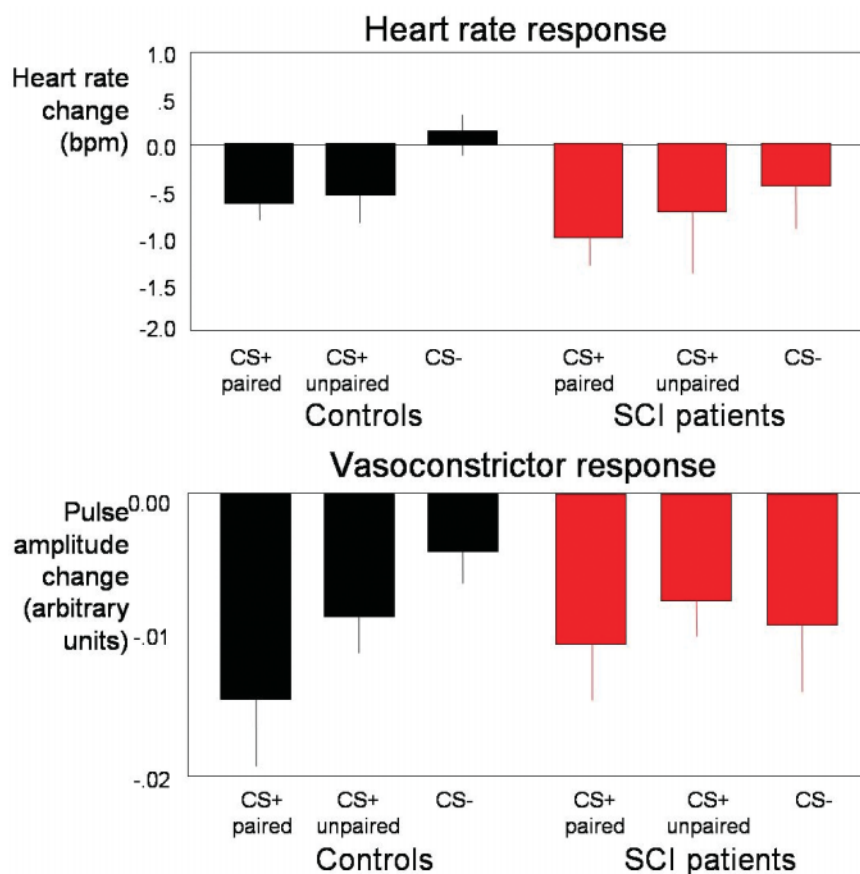 Heart rate response
Heart rate
change
(bpm)
1.0
.5
0.0
-.5
-1.0
-1.5
-2.0
CS+
paired
CS+
unpaired
CS-
CS+
paired
CS+
unpaired
CS-
Controls
SCI patients
Vasoconstrictor response
Pulse
amplitude
change
(arbitrary
units)
0.00
-.01
-.02
CS+
paired
CS+
unpaired
CS-
CS+
paired
CS+
unpaired
CS-
Controls
SCI patients